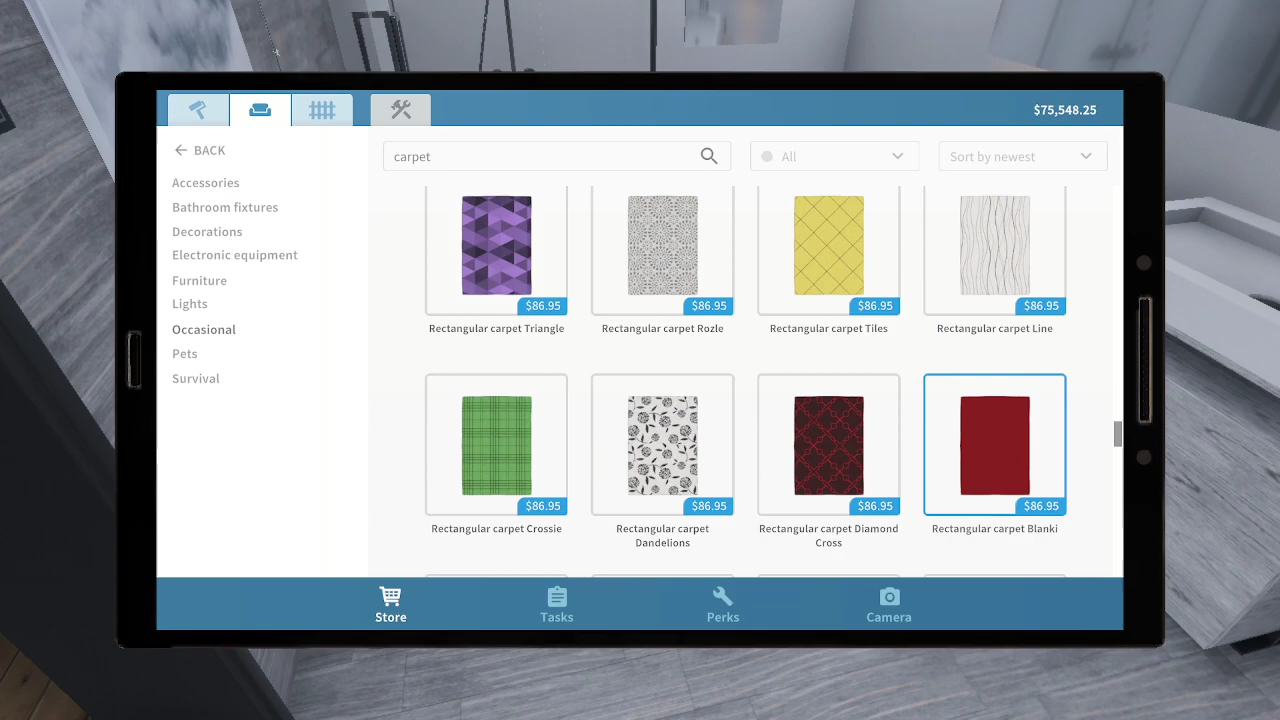 $75,548.25
BACK
carpet
All
Sort by newest
Accessories
Bathroom fixtures
Decorations
Electronic equipment
Furniture
Lights
Occasional
Pets
Survival
$86.95
$86.95
$86.95
$86.95
Rectangular carpet Triangle
Rectangular carpet Rozle
Rectangular carpet Tiles
Rectangular carpet Line
$86.95
$86.95
$86.95
$86.95
Rectangular carpet Crossie
Rectangular carpet
Dandelions
Rectangular carpet Diamond
Cross
Rectangular carpet Blanki
Store
Tasks
Perks
Camera